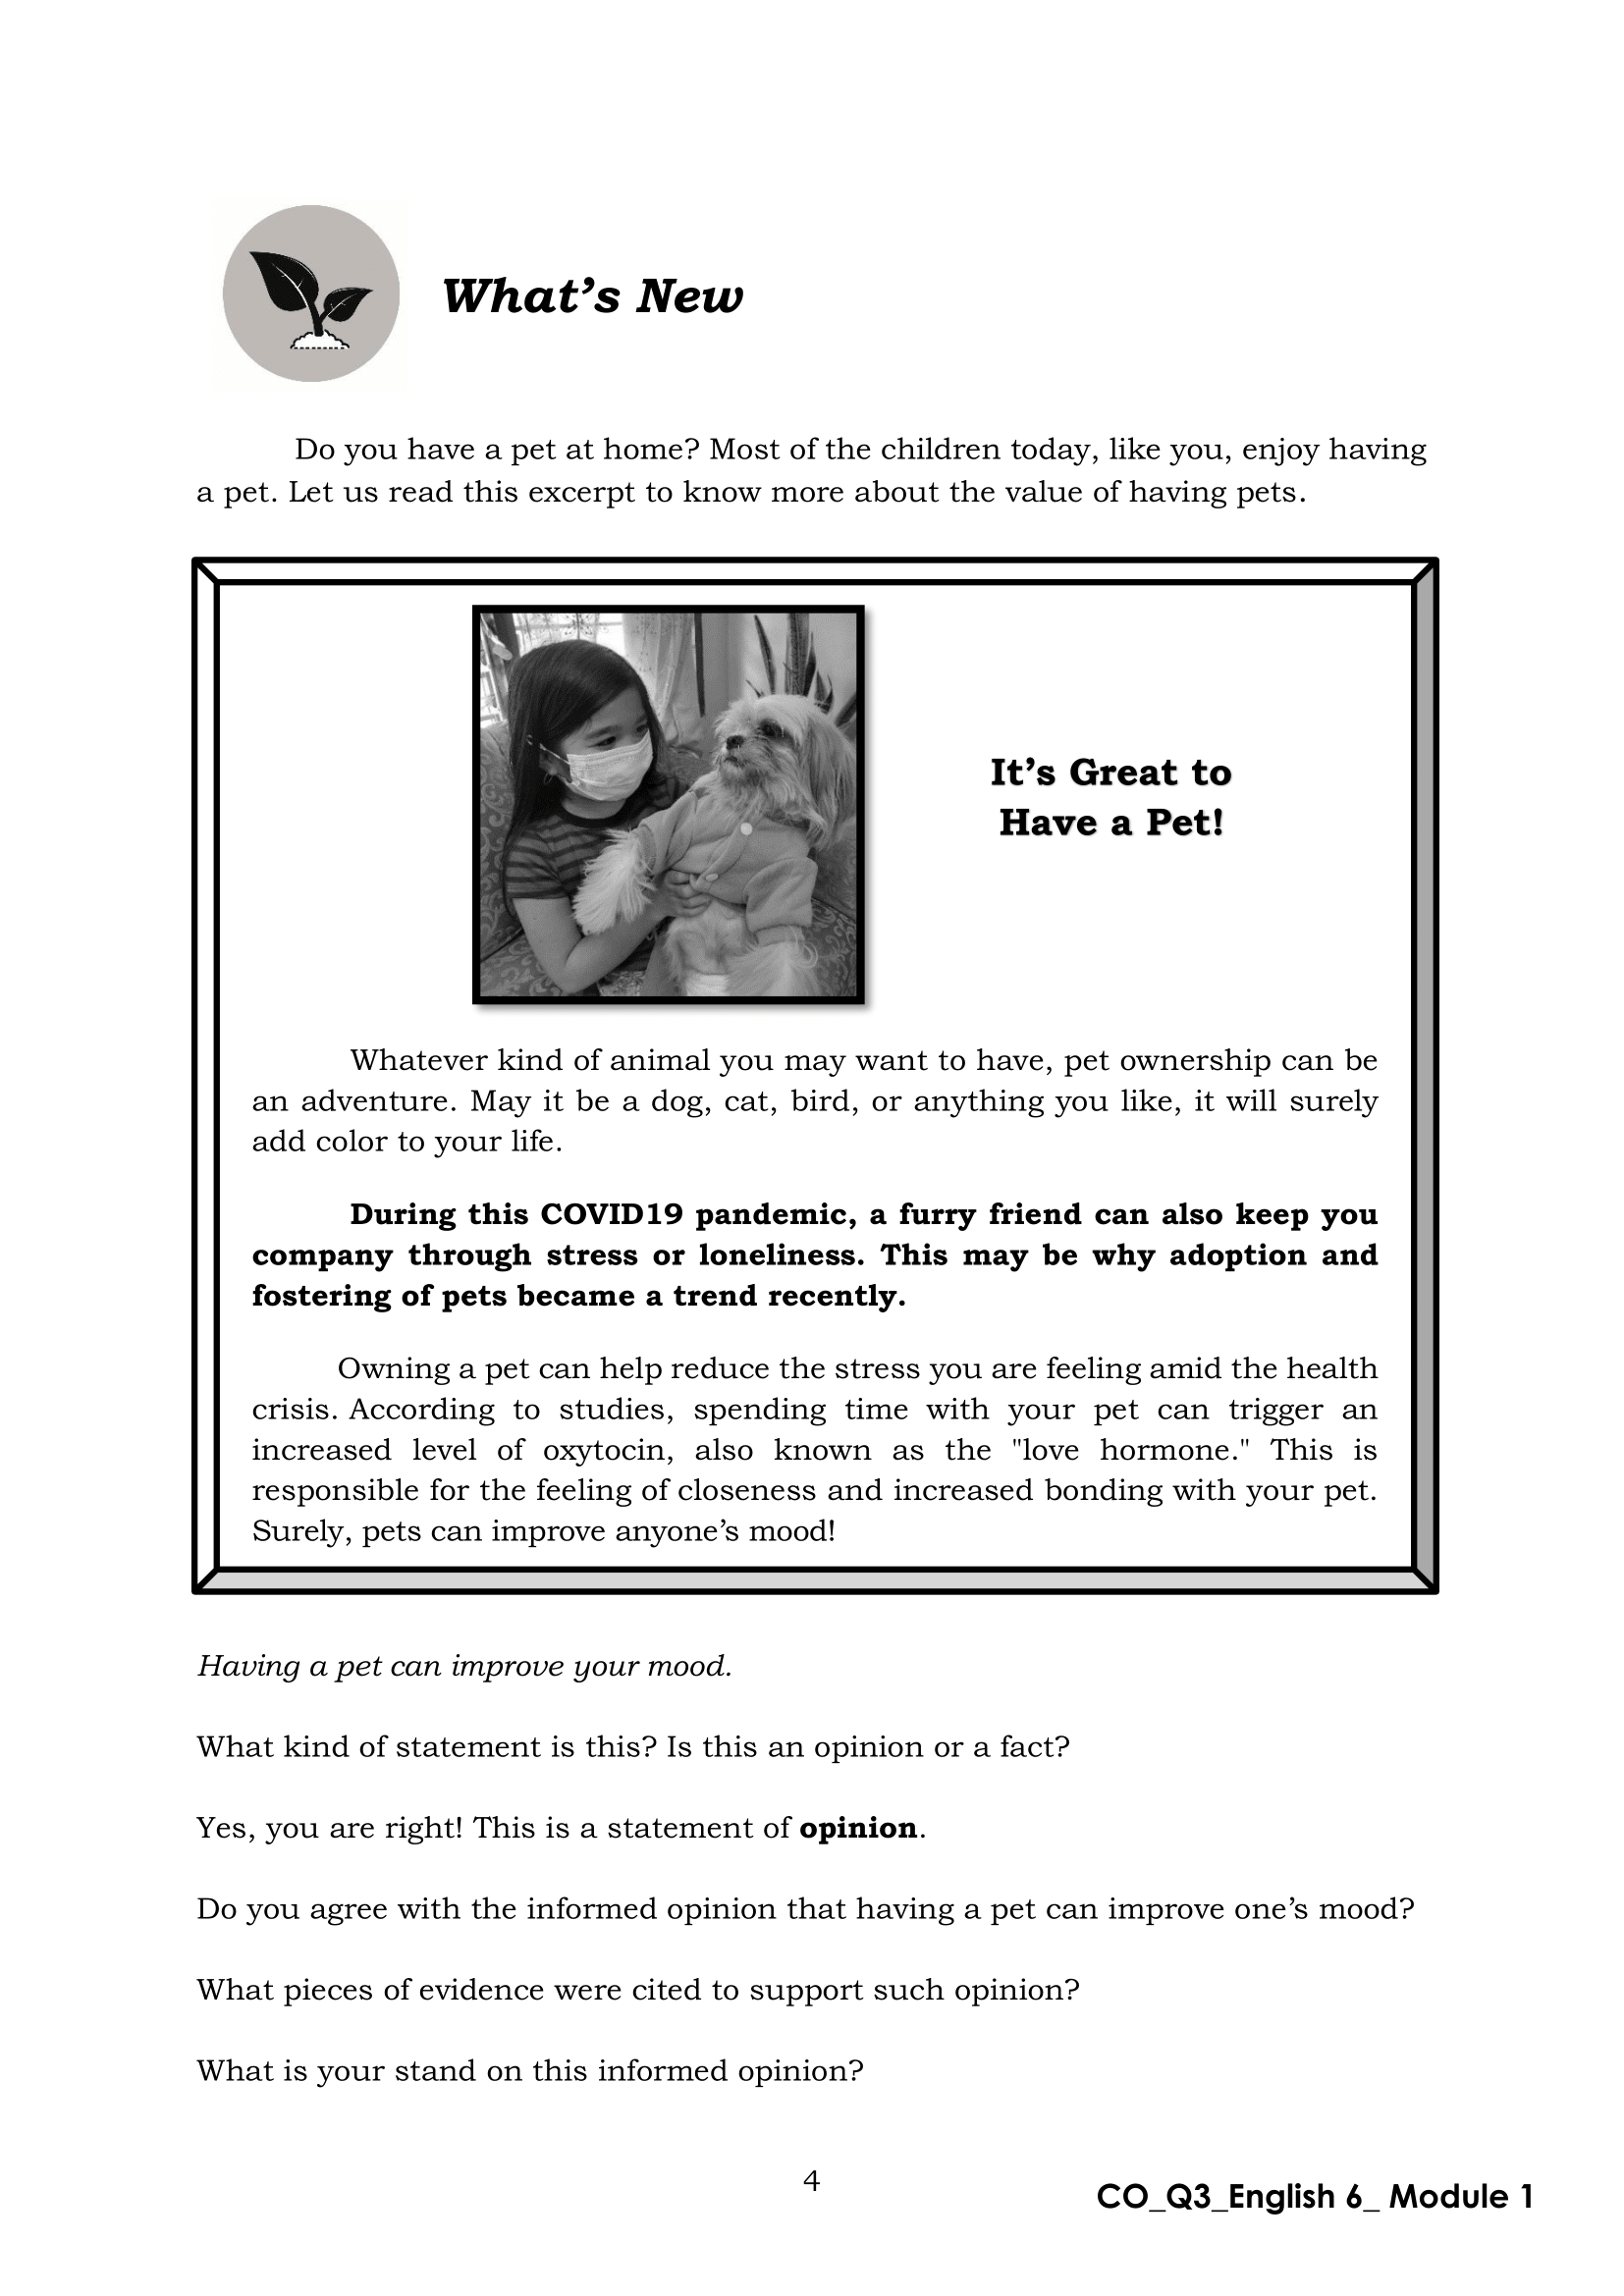 What's New
Do you have a pet at home? Most of the children today, like you, enjoy having
a pet. Let us read this excerpt to know more about the value of having pets.
It's Great to
Have a Pet!
Whatever kind of animal you may want to have, pet ownership can be
an adventure. May it be a dog, cat, bird, or anything you like, it will surely
add color to your life.
During this COVID19 pandemic, a furry friend can also keep you
company through stress or loneliness. This may be why adoption and
fostering of pets became a trend recently.
Owning a pet can help reduce the stress you are feeling amid the health
crisis. According to studies, spending time with your pet can trigger an
increased level of oxytocin, also known as the "love hormone." This is
responsible for the feeling of closeness and increased bonding with your pet.
Surely, pets can improve anyone's mood!
Having a pet can improve your mood.
What kind of statement is this? Is this an opinion or a fact?
Yes, you are right! This is a statement of opinion.
Do you agree with the informed opinion that having a pet can improve one's mood?
What pieces of evidence were cited to support such opinion?
What is your stand on this informed opinion?
4
CO_Q3_English 6_ Module 1